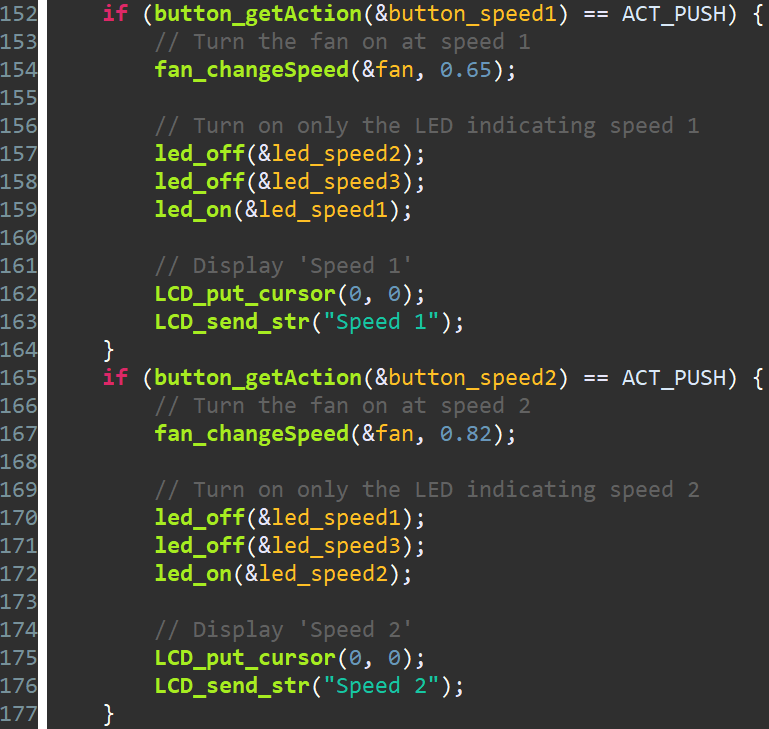 152 if (button_getAction(&button_speed1) == ACT_PUSH) {
153 // Turn the fan on at speed 1
154 fan_changeSpeed(&fan, 0.65);
155
156 // Turn on only the LED indicating speed 1
157 led_off(&led_speed2);
158 led_off(&led_speed3);
159 led_on(&led_speed1);
160
161 // Display 'Speed 1'
162 LCD_put_cursor(0, 0);
163 LCD_send_str("Speed 1");
164 }
165 if (button_getAction(&button_speed2) == ACT_PUSH) {
166 // Turn the fan on at speed 2
167 fan_changeSpeed(&fan, 0.82);
168
169 // Turn on only the LED indicating speed 2
170 led_off(&led_speed1);
171 led_off(&led_speed3);
172 led_on(&led_speed2);
173
174 // Display 'Speed 2'
175 LCD_put_cursor(0, 0);
176 LCD_send_str("Speed 2");
177 }